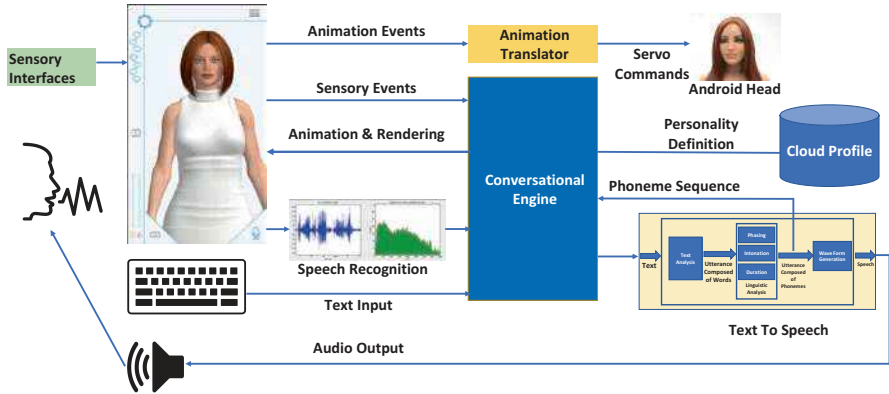 Animation Events
Animation
Translator
Servo
Commands
Android Head
Sensory
Interfaces
Sensory Events
Animation & Rendering
Personality
Definition
Cloud Profile
Conversational
Engine
Phoneme Sequence
Speech Recognition
Text Input
Text
Text
Analysis
Utterance
Composed
of Words
Phasing
Intonation
Duration
Linguistic
Analysis
Utterance
Composed
of
Phonemes
Wave Form
Generation
Speech
Text To Speech
Audio Output